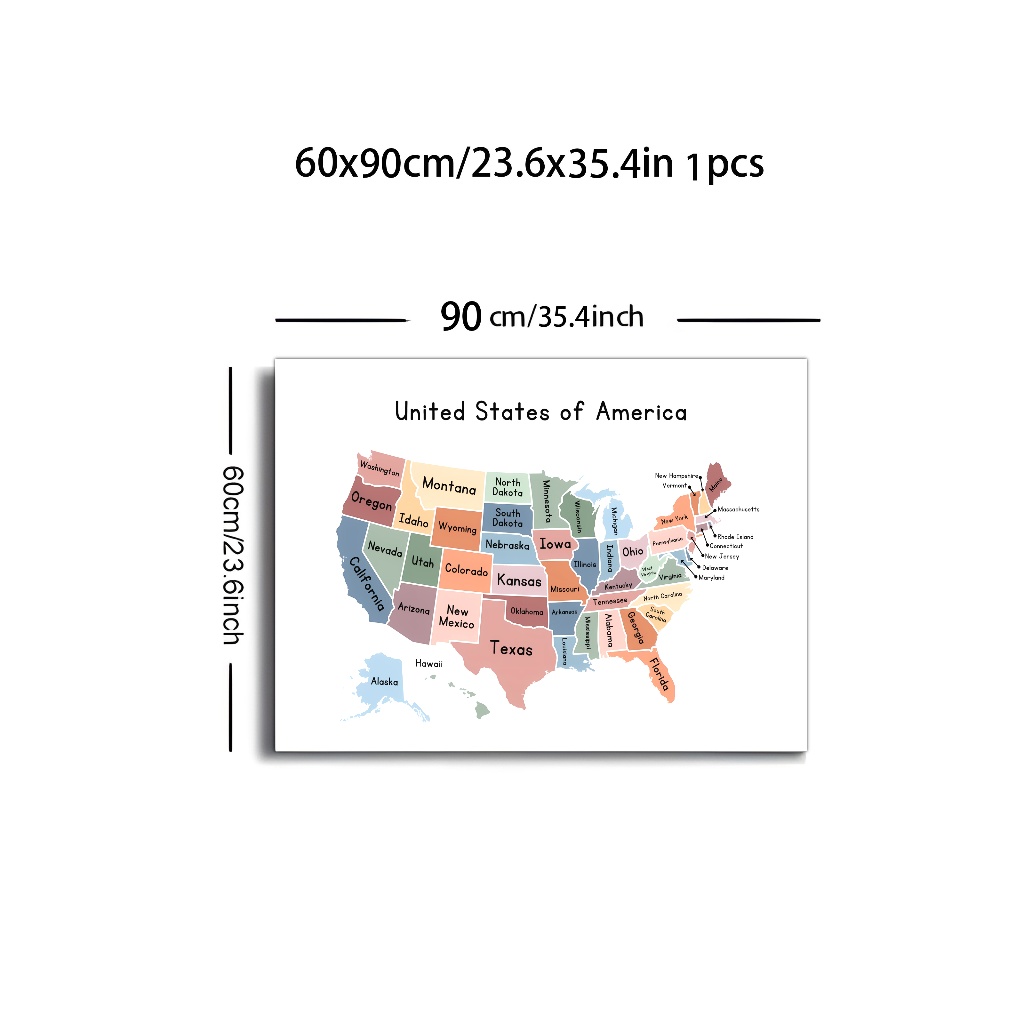 60x90cm/23.6x35.4in 1pcs
90 cm/35.4inch
60cm/23.6inch
United States of America
Washington
Oregon
California
Idaho
Nevada
Montana
Wyoming
Utah
Colorado
Arizona
New
Mexico
North
Dakota
South
Dakota
Nebraska
Kansas
Oklahoma
Texas
Minnesota
Iowa
Missouri
Arkansas
Louisiana
Wisconsin
Illinois
Michigan
Indiana
Ohio
Kentucky
Tennessee
Mississippi
Alabama
Georgia
Florida
South
Carolina
North Carolina
Virginia
West
Virginia
Pennsylvania
New York
Maine
New Hampshire
Vermont
Massachusetts
Rhode Island
Connecticut
New Jersey
Delaware
Maryland
Alaska
Hawaii